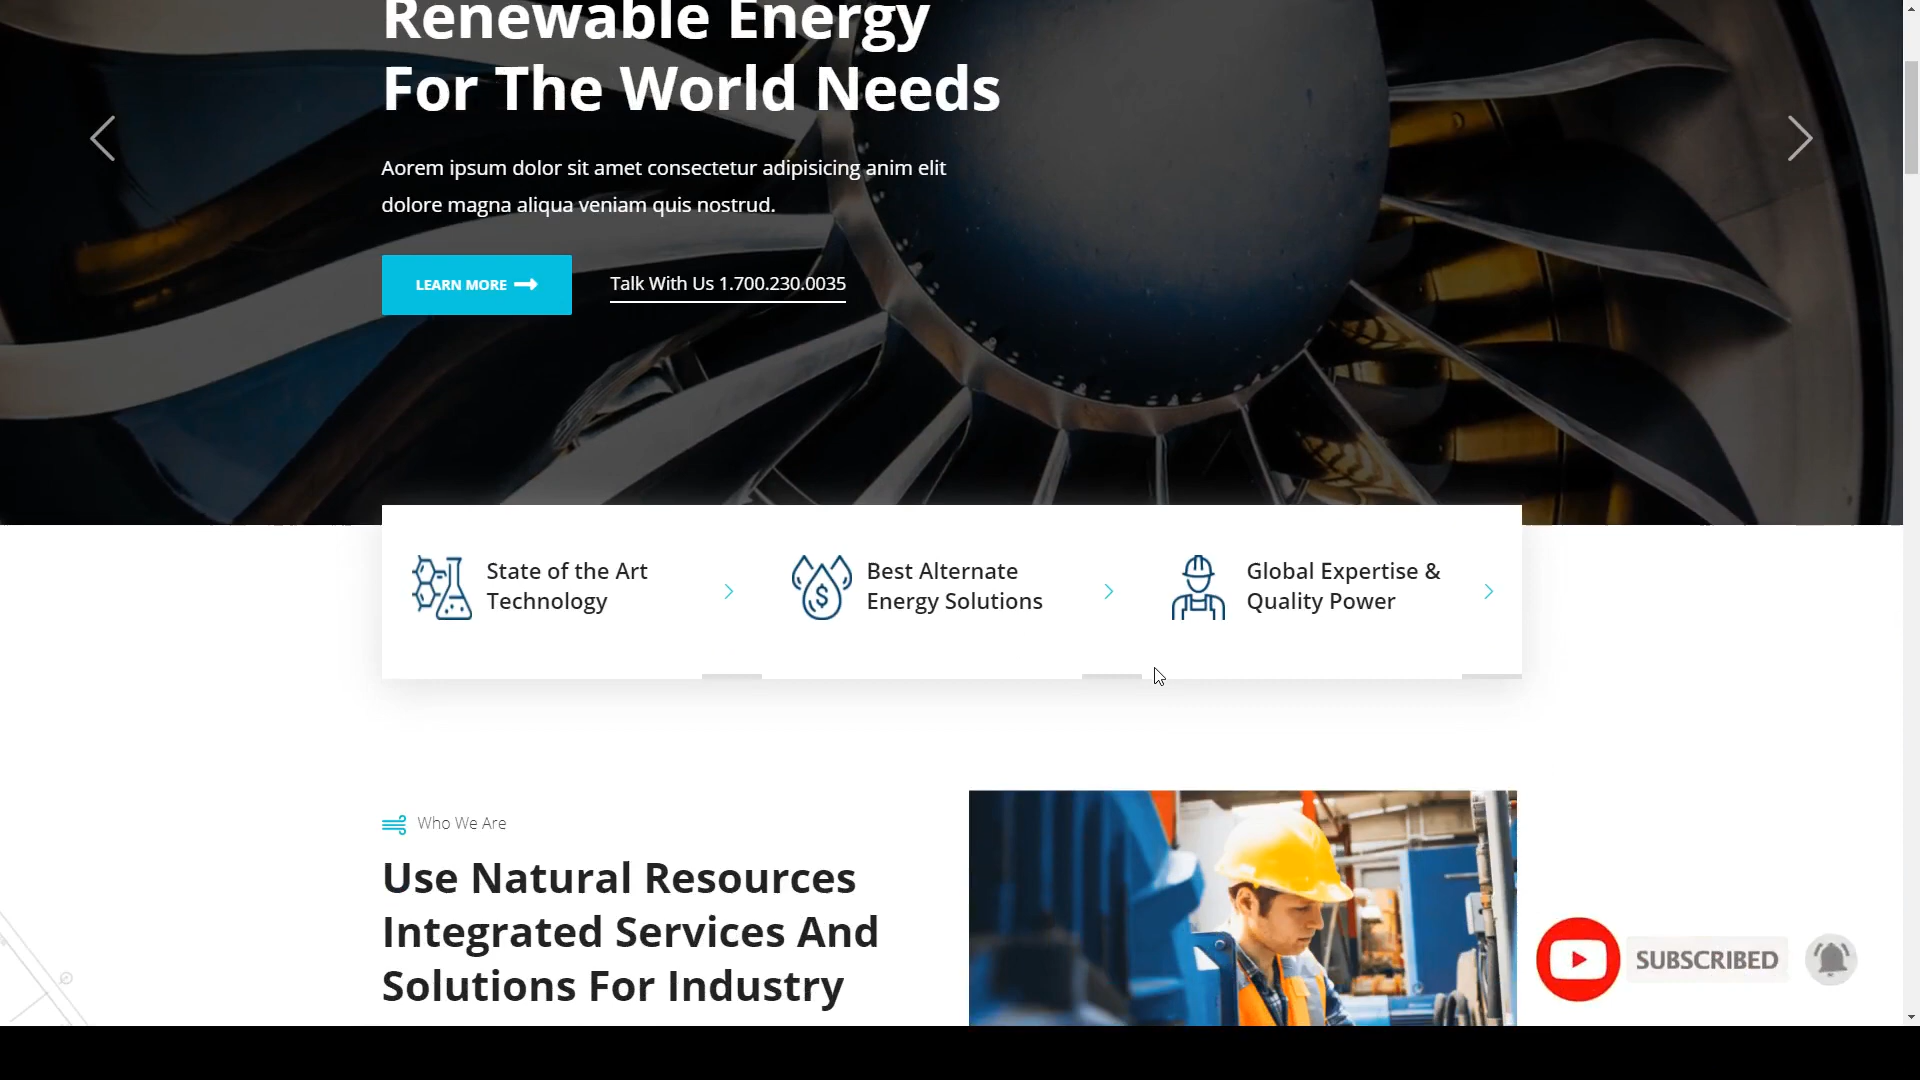 Renewable Energy
For The World Needs
Aorem ipsum dolor sit amet consectetur adipisicing anim elit
dolore magna aliqua veniam quis nostrud.
LEARN MORE
Talk With Us 1.700.230.0035
State of the Art
Technology
Best Alternate
Energy Solutions
Global Expertise &
Quality Power
Who We Are
Use Natural Resources
Integrated Services And
Solutions For Industry
SUBSCRIBED